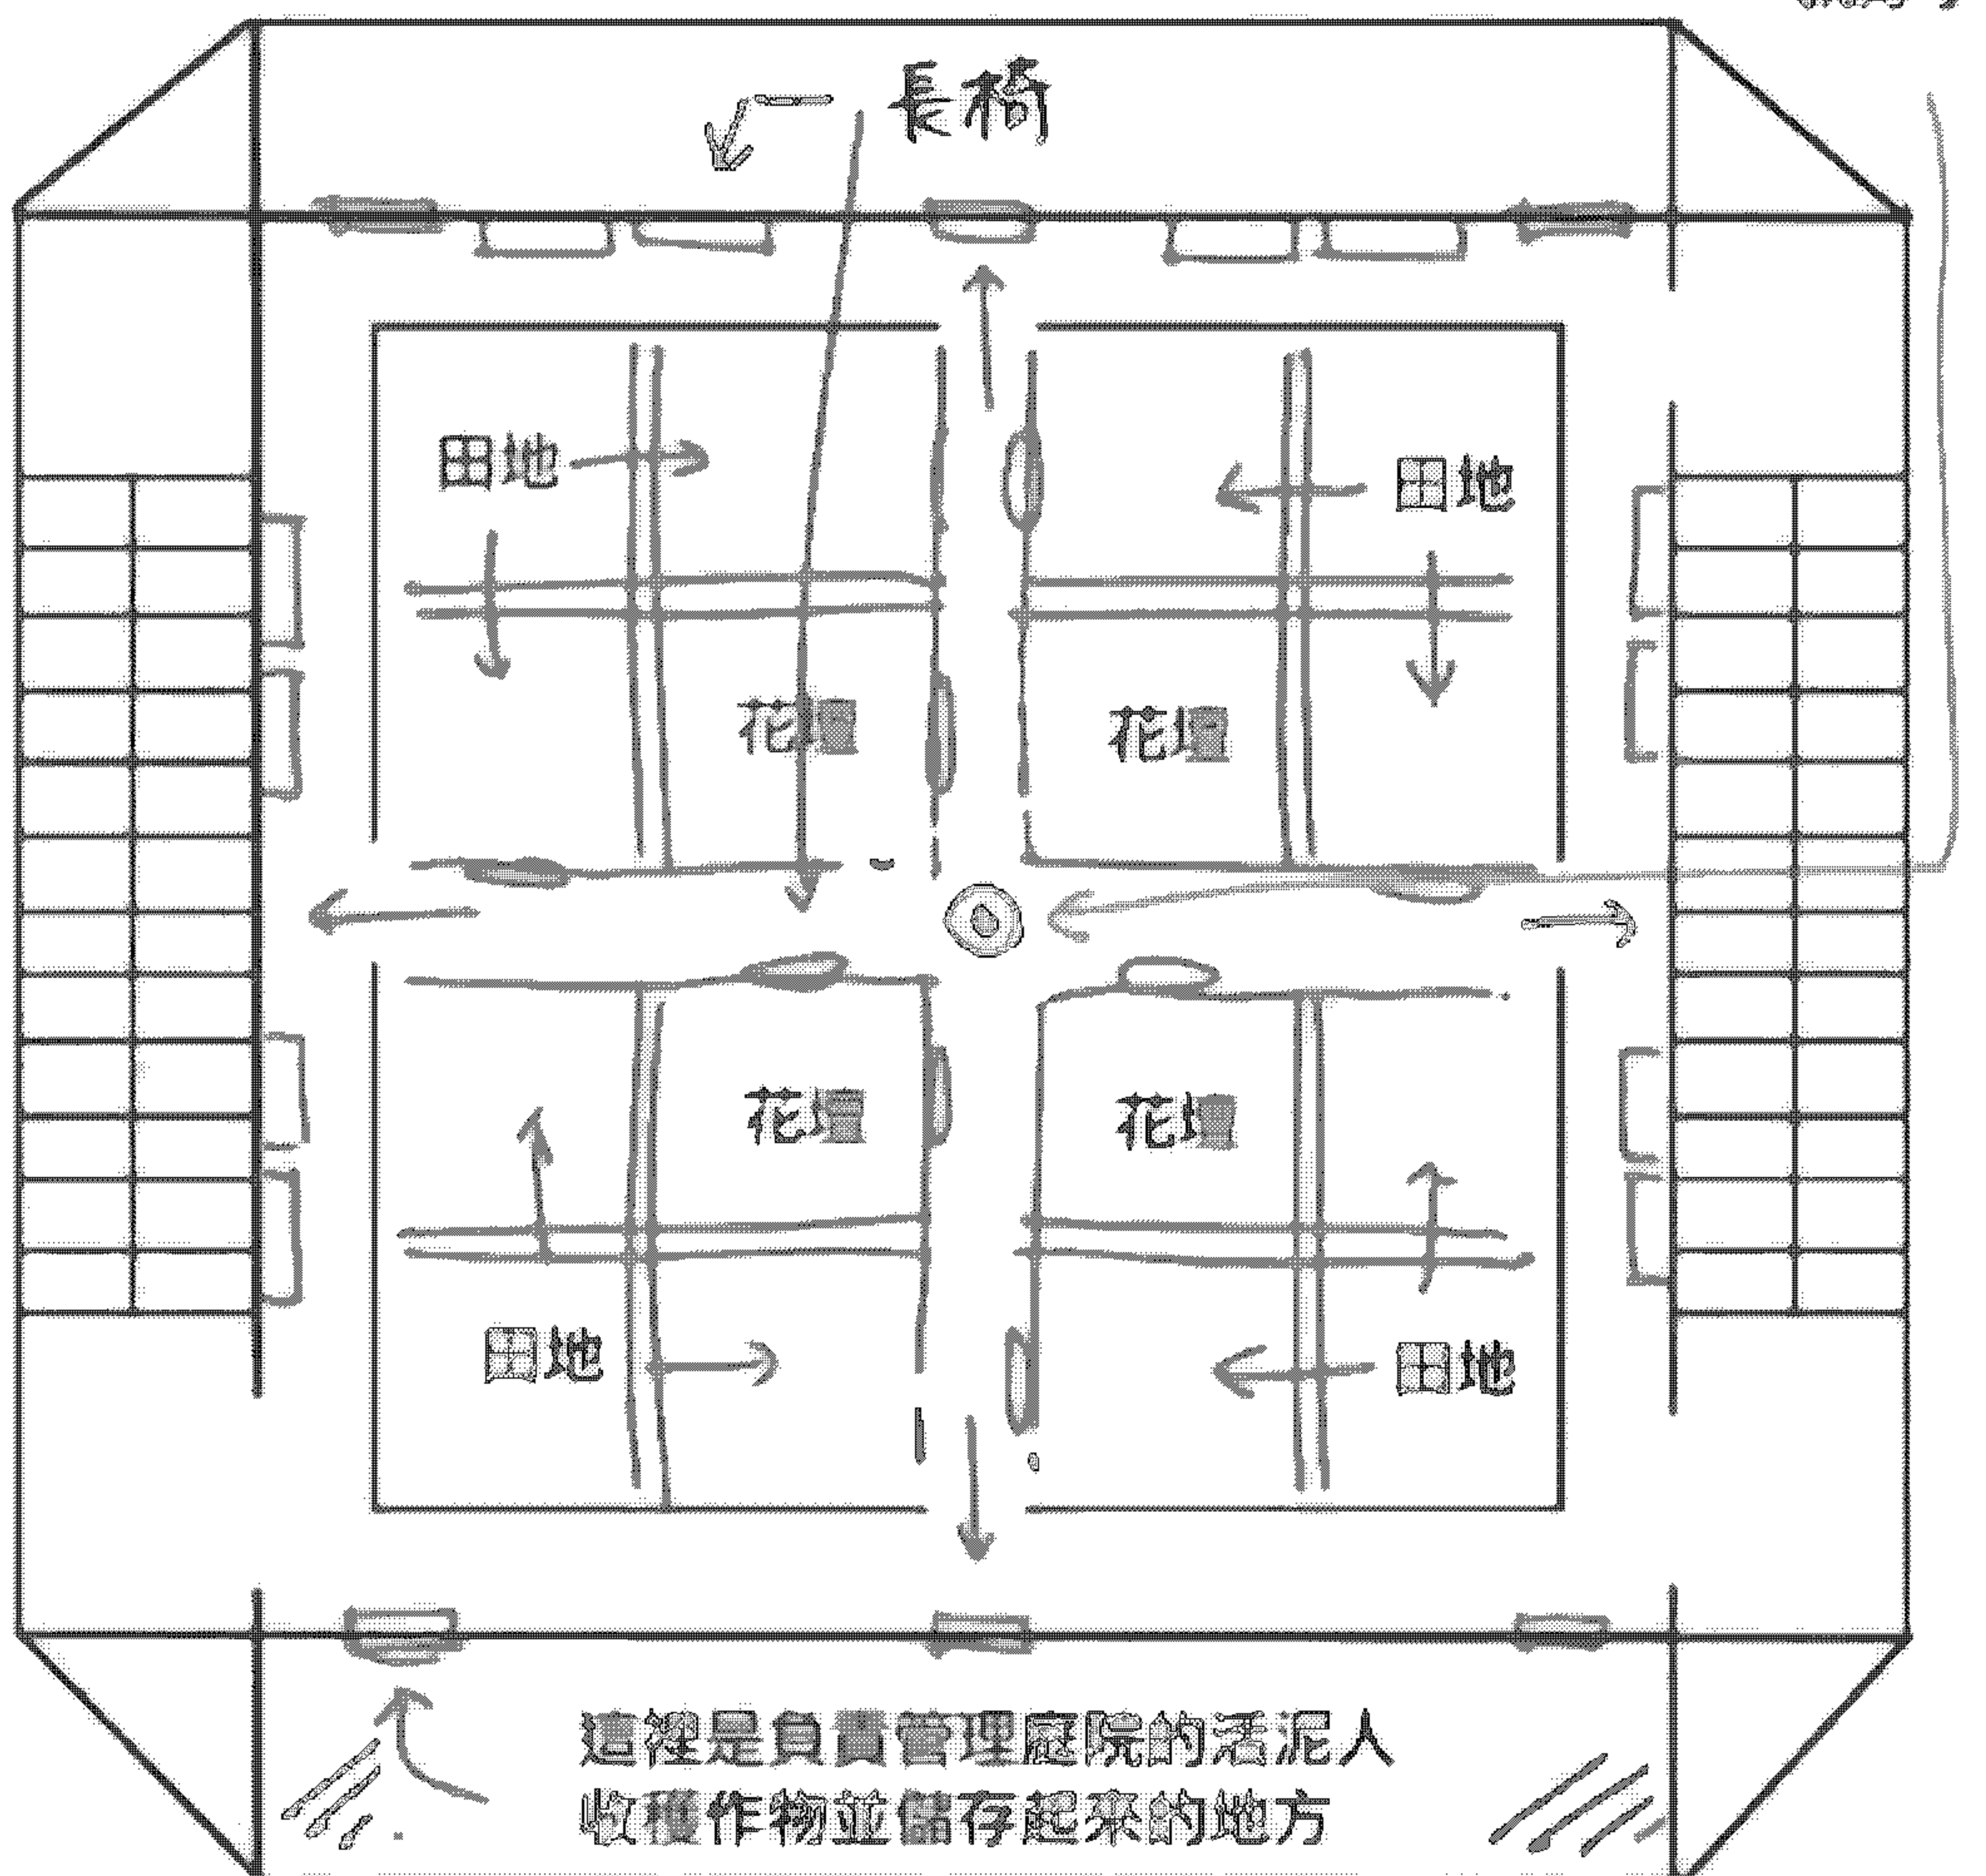 長椅
田地
田地
花壇
花壇
花壇
花壇
田地
田地
這裡是負責管理庭院的活泥人
收穫作物並儲存起來的地方